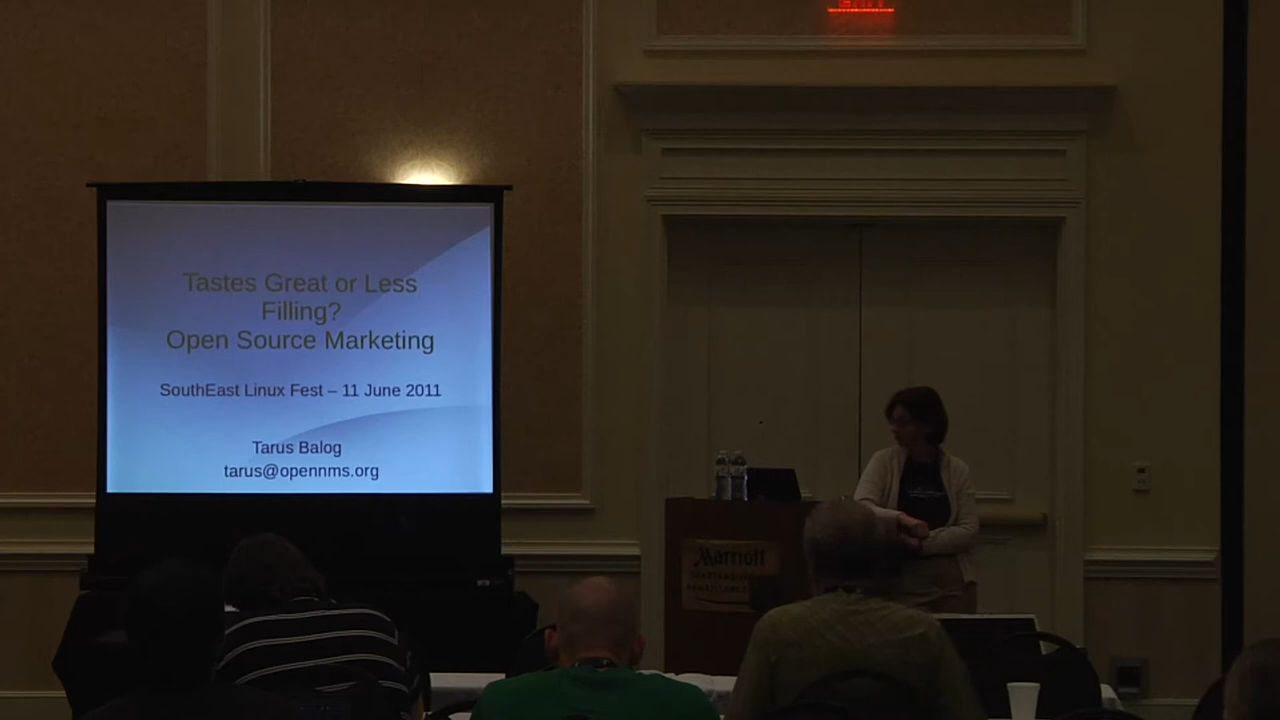 EXIT
Tastes Great or Less
Filling?
Open Source Marketing
SouthEast Linux Fest – 11 June 2011
Tarus Balog
tarus@opennms.org
Marriott